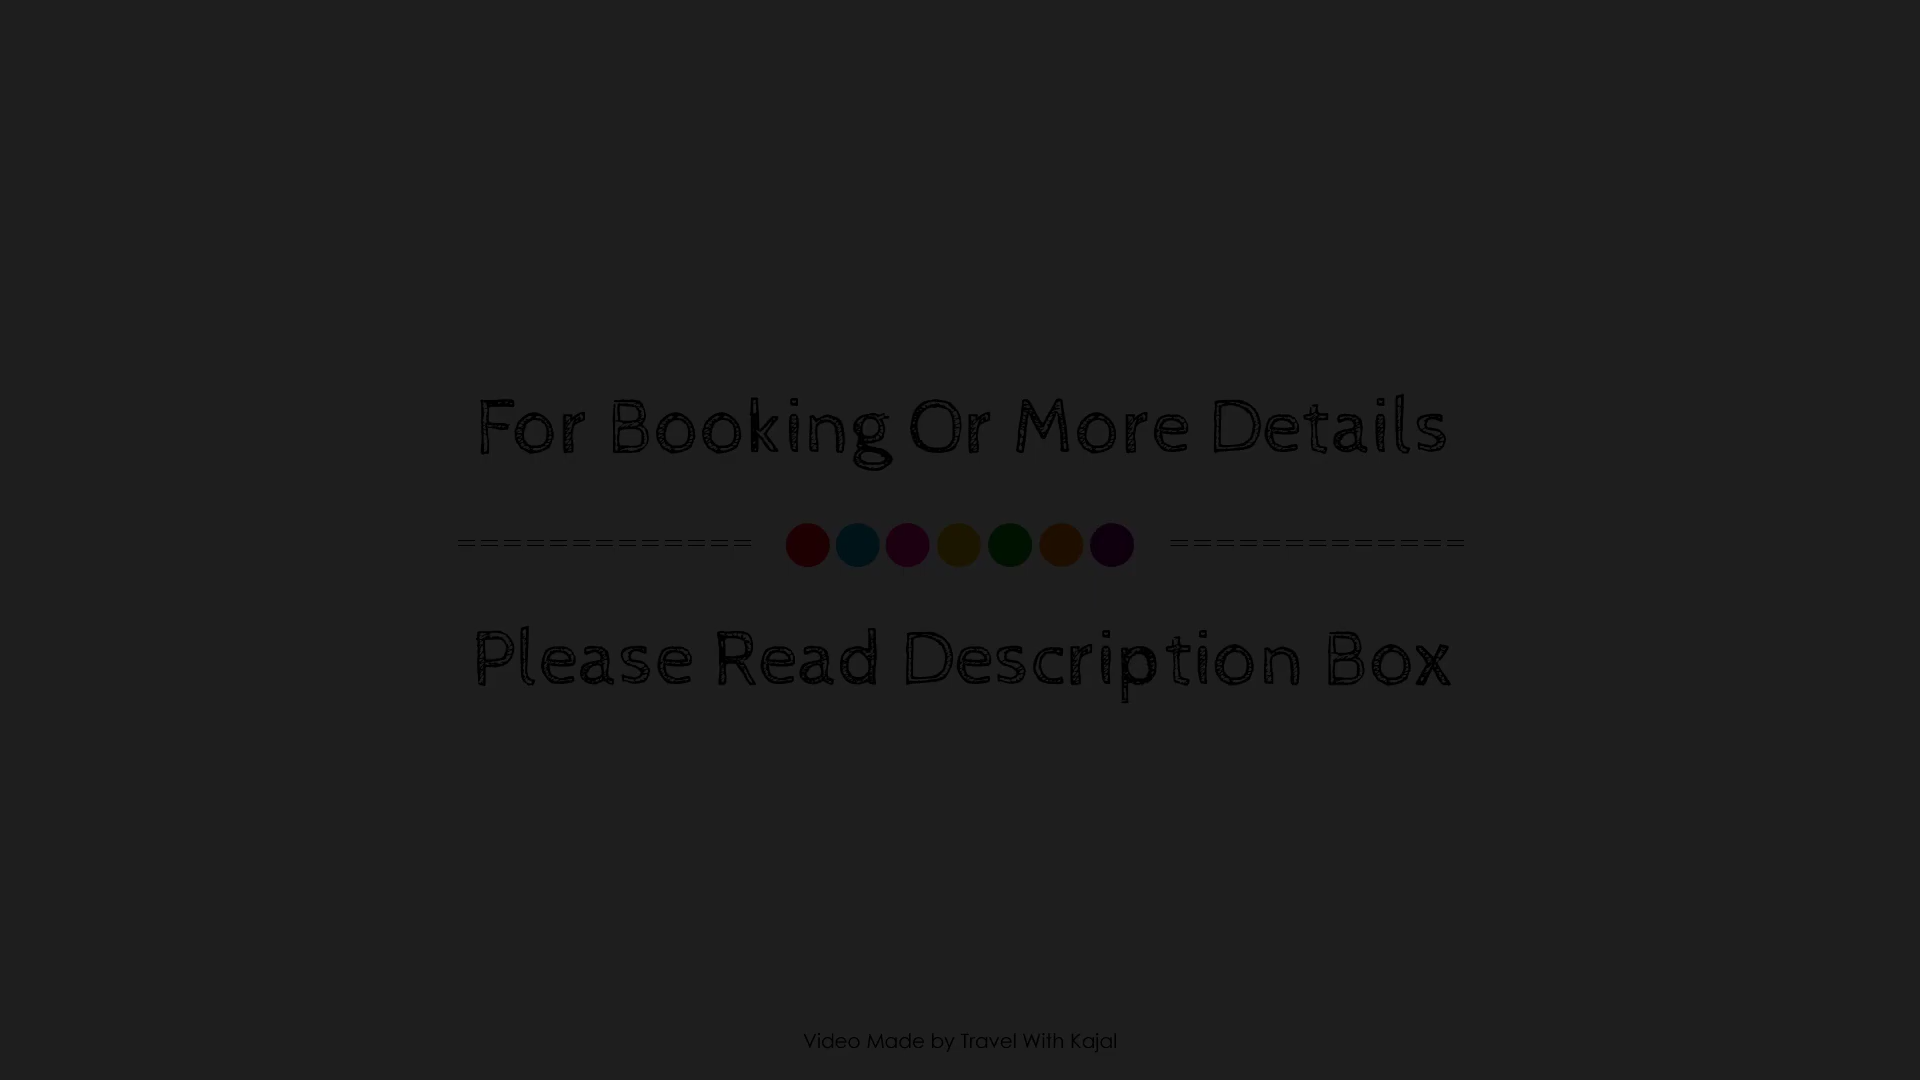 For Booking Or More Details
============= =============
Please Read Description Box
Video Made by Travel With Kajal